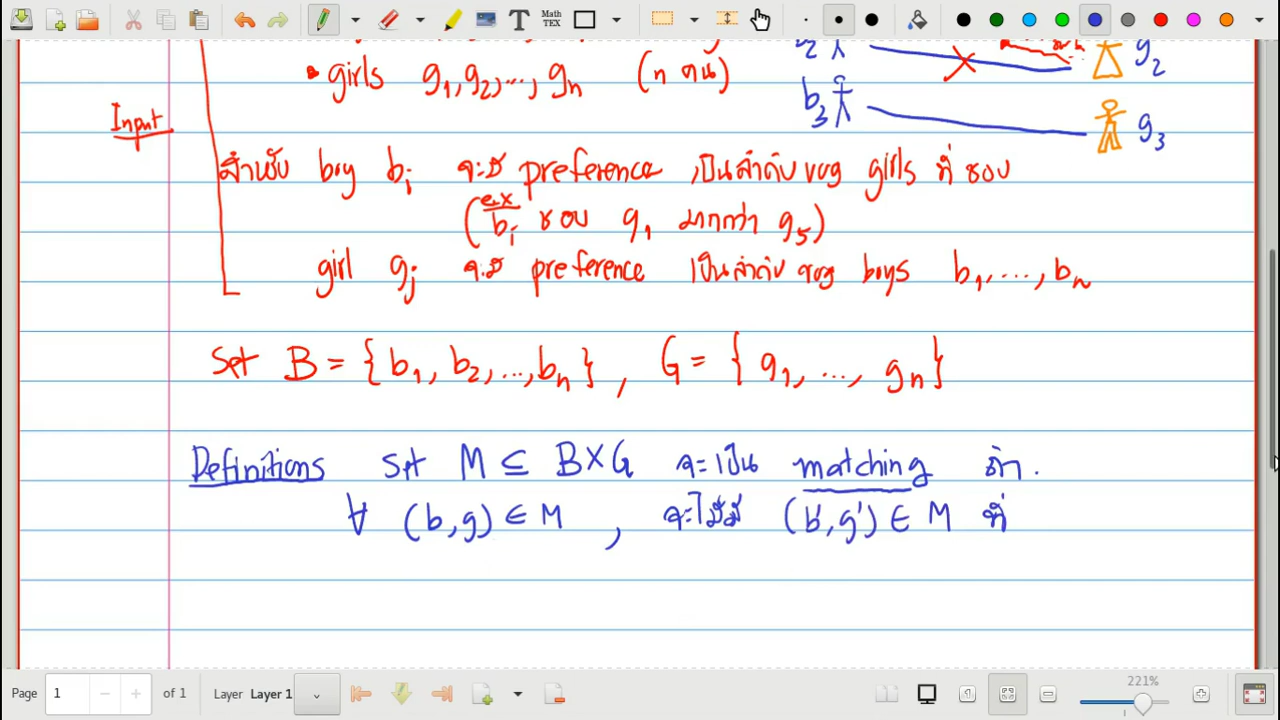 Math
TEX
b2 g2
• girls g1, g2, ..., gn (n คน)
b3 g3
Input
สำหรับ boy bi จะมี preference เป็นลำดับของ girls ที่ ชอบ
(ex bi ชอบ g1 มากกว่า g5)
girl gj จะมี preference เป็นลำดับ ของ boys b1, ..., bn
Set B = {b1, b2, ..., bn}, G = {g1, ..., gn}
Definitions Set M ⊆ B×G จะเป็น matching ถ้า
∀ (b,g) ∈ M, จะไม่มี (b',g') ∈ M ที่
Page 1 of 1 Layer Layer 1 221%